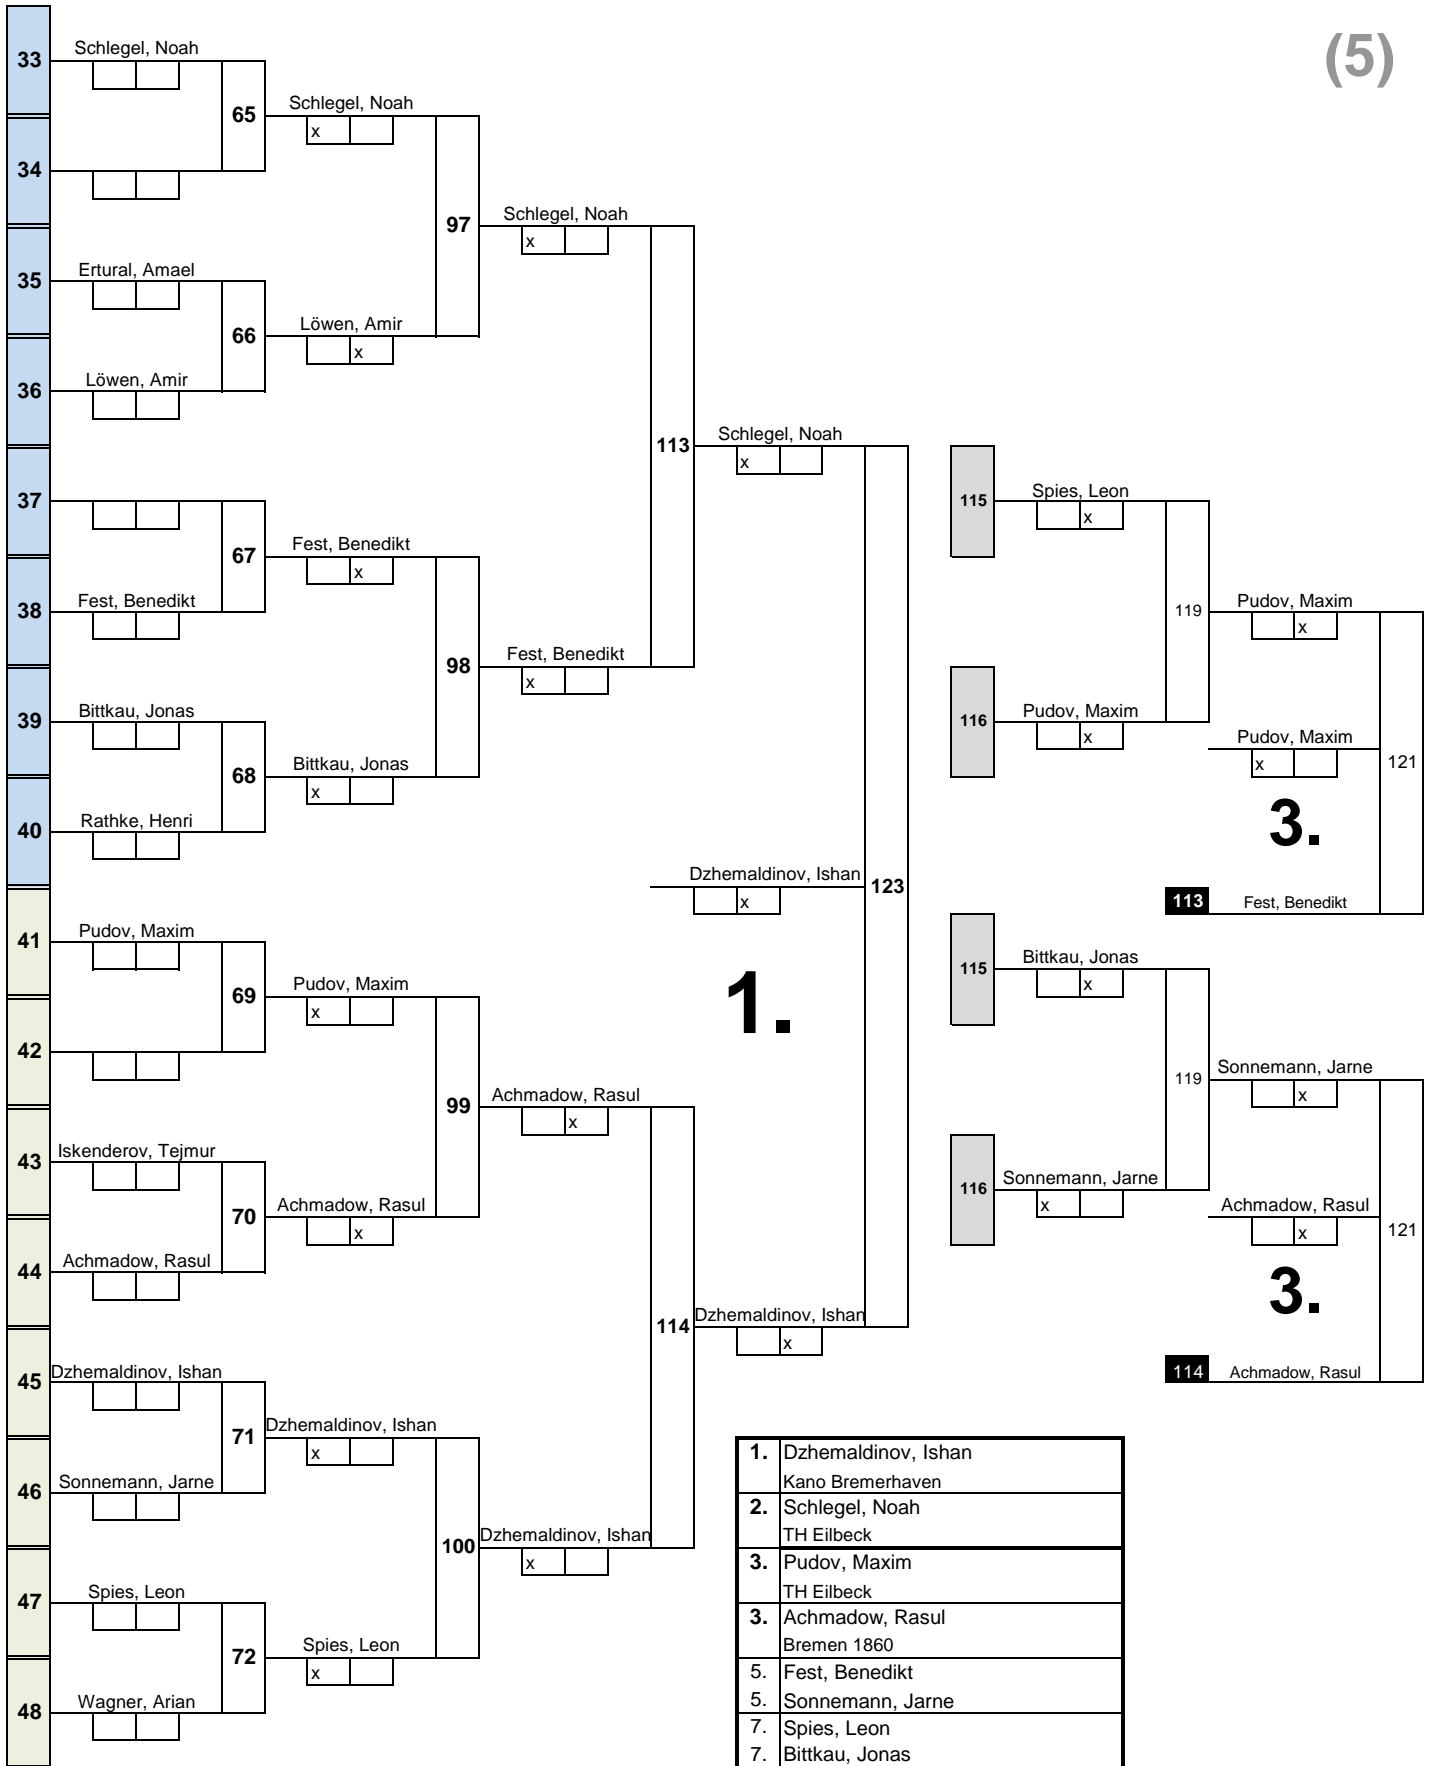 (5)
33
Schlegel, Noah
65
Schlegel, Noah
x
34
97
Schlegel, Noah
x
35
Ertural, Amael
66
Löwen, Amir
x
36
Löwen, Amir
113
Schlegel, Noah
x
37
67
Fest, Benedikt
x
38
Fest, Benedikt
98
Fest, Benedikt
x
39
Bittkau, Jonas
68
Bittkau, Jonas
x
40
Rathke, Henri
Dzhemaldinov, Ishan
x
123
1.
41
Pudov, Maxim
69
Pudov, Maxim
x
42
99
Achmadow, Rasul
x
43
Iskenderov, Tejmur
70
Achmadow, Rasul
x
44
Achmadow, Rasul
114
Dzhemaldinov, Ishan
x
45
Dzhemaldinov, Ishan
71
Dzhemaldinov, Ishan
x
46
Sonnemann, Jarne
100
Dzhemaldinov, Ishan
x
47
Spies, Leon
72
Spies, Leon
x
48
Wagner, Arian
115
Spies, Leon
x
119
Pudov, Maxim
x
116
Pudov, Maxim
x
Pudov, Maxim
x
121
3.
113
Fest, Benedikt
115
Bittkau, Jonas
x
119
Sonnemann, Jarne
x
116
Sonnemann, Jarne
x
Achmadow, Rasul
x
121
3.
114
Achmadow, Rasul
1. Dzhemaldinov, Ishan
Kano Bremerhaven
2. Schlegel, Noah
TH Eilbeck
3. Pudov, Maxim
TH Eilbeck
3. Achmadow, Rasul
Bremen 1860
5. Fest, Benedikt
5. Sonnemann, Jarne
7. Spies, Leon
7. Bittkau, Jonas